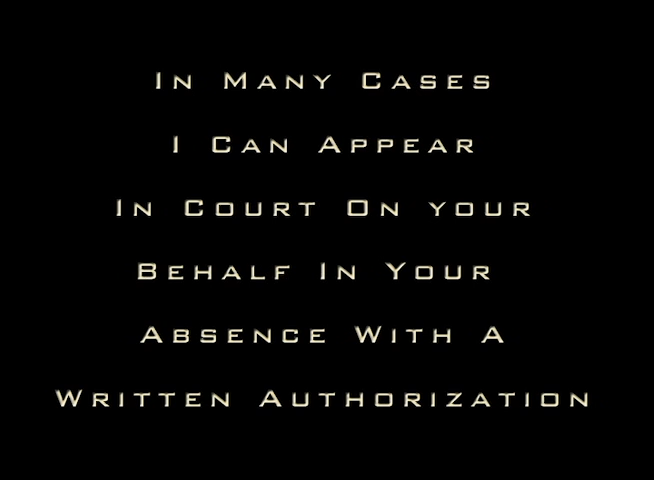 In Many Cases
I Can Appear
In Court On your
Behalf In Your
Absence With A
Written Authorization